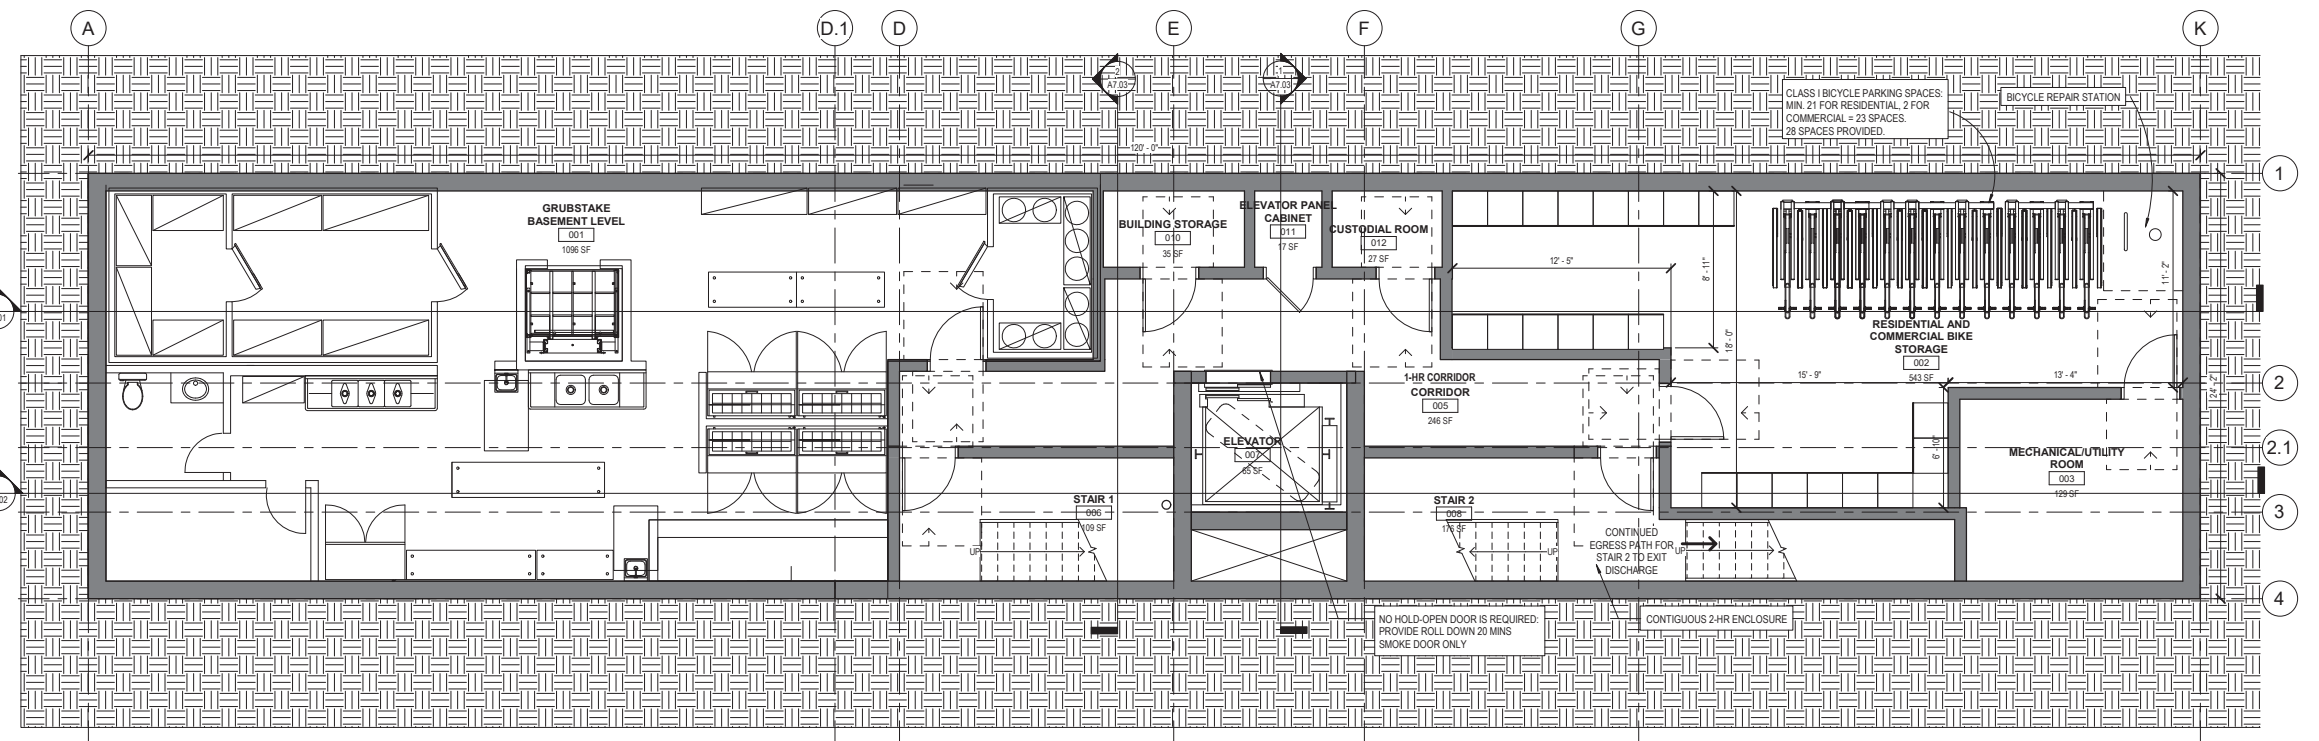 A
D.1
D
E
F
G
K
2
A7.03
1
A7.03
CLASS I BICYCLE PARKING SPACES:
MIN. 21 FOR RESIDENTIAL, 2 FOR
COMMERCIAL = 23 SPACES.
28 SPACES PROVIDED.
BICYCLE REPAIR STATION
120' - 0"
1
GRUBSTAKE
BASEMENT LEVEL
001
1096 SF
BUILDING STORAGE
010
35 SF
ELEVATOR PANEL
CABINET
011
17 SF
CUSTODIAL ROOM
012
27 SF
12' - 5"
8' - 11"
18' - 0"
11' - 2"
01
RESIDENTIAL AND
COMMERCIAL BIKE
STORAGE
002
543 SF
15' - 9"
13' - 4"
24' - 2"
2
1-HR CORRIDOR
CORRIDOR
005
246 SF
ELEVATOR
007
65 SF
6' - 10"
2.1
MECHANICAL/UTILITY
ROOM
003
129 SF
02
STAIR 1
006
109 SF
UP
STAIR 2
008
176 SF
UP
CONTINUED
EGRESS PATH FOR
STAIR 2 TO EXIT
DISCHARGE
UP
3
4
NO HOLD-OPEN DOOR IS REQUIRED:
PROVIDE ROLL DOWN 20 MINS
SMOKE DOOR ONLY
CONTIGUOUS 2-HR ENCLOSURE